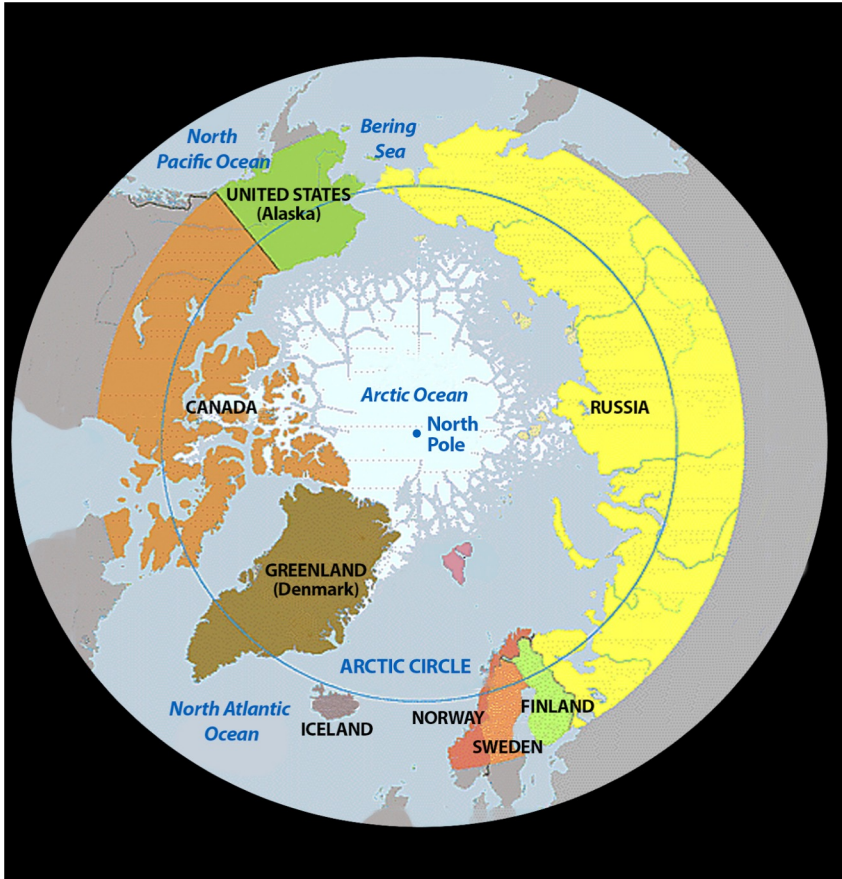 North
Pacific Ocean
Bering
Sea
UNITED STATES
(Alaska)
Arctic Ocean
North
Pole
CANADA
RUSSIA
GREENLAND
(Denmark)
ARCTIC CIRCLE
North Atlantic
Ocean
ICELAND
NORWAY
FINLAND
SWEDEN